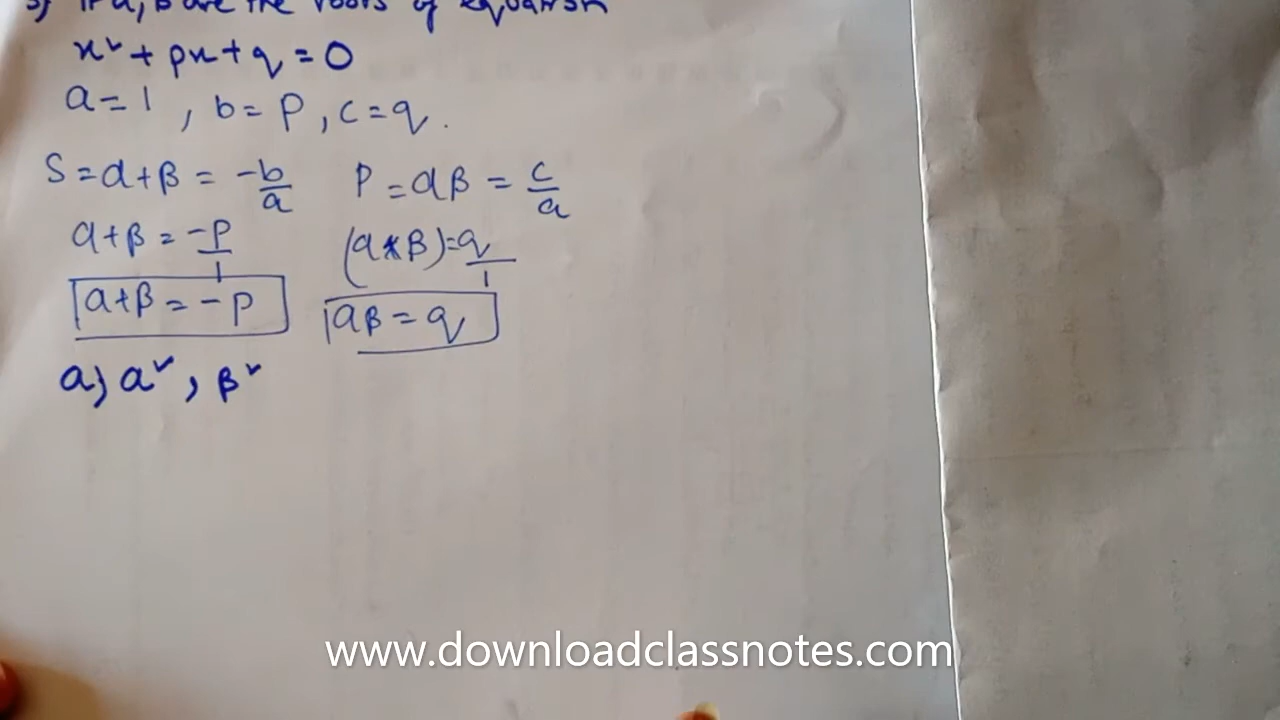 3) If α, β are the roots of equation
x² + px + q = 0
a = 1 , b = p , c = q .
S = α + β = -b/a P = αβ = c/a
α + β = -p/1 (α * β) = q/1
α + β = - p αβ = q
a) α² , β²
www.downloadclassnotes.com